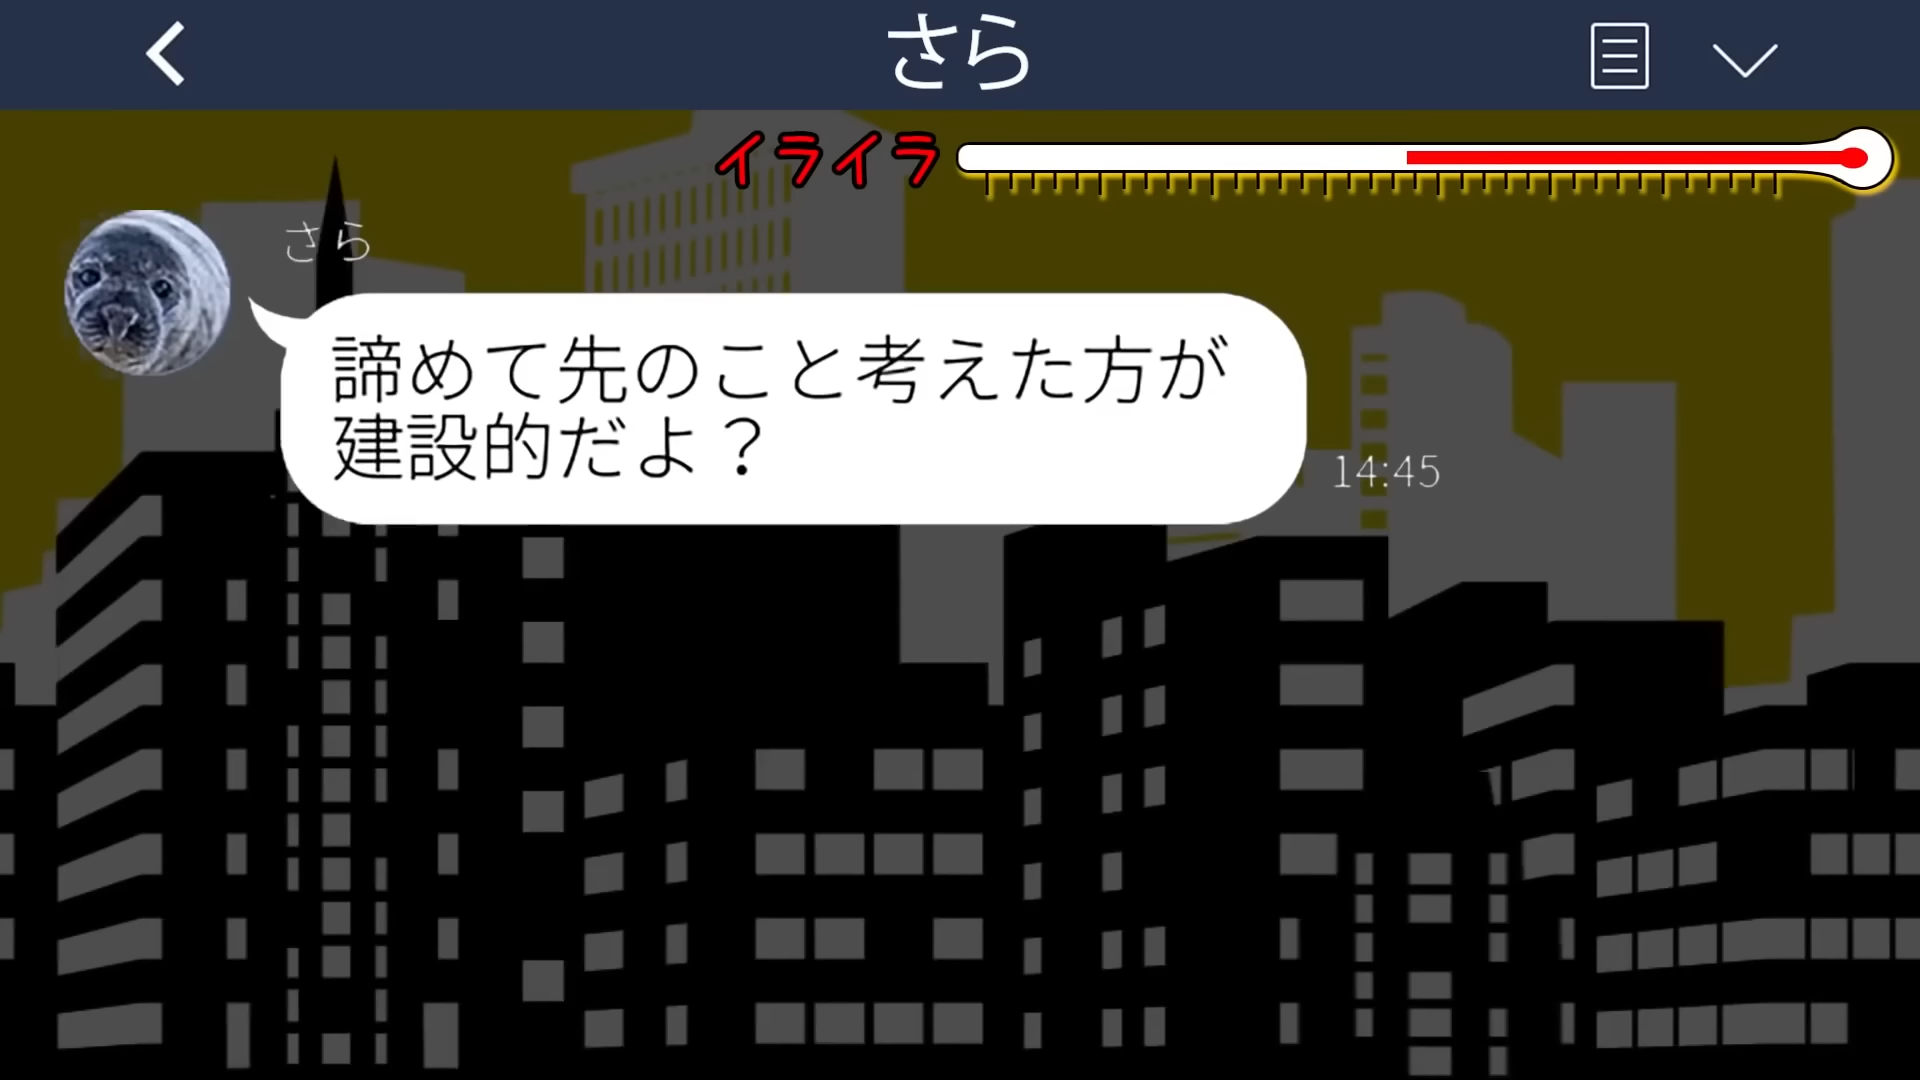 さら
イライラ
さら
諦めて先のこと考えた方が
建設的だよ？
14:45